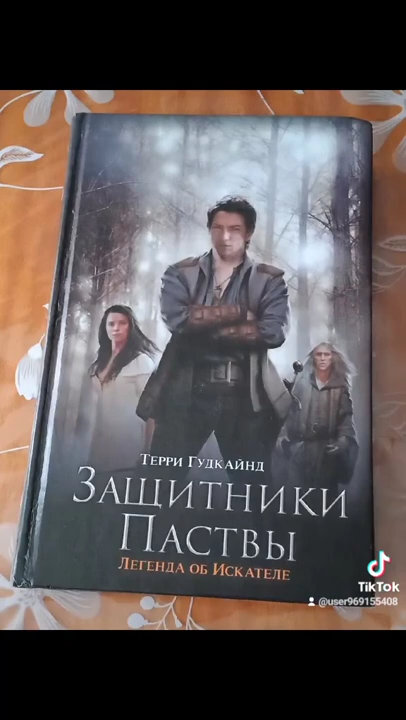 Терри Гудкайнд
Защитники
Паствы
Легенда об Искателе
TikTok
@user969155408